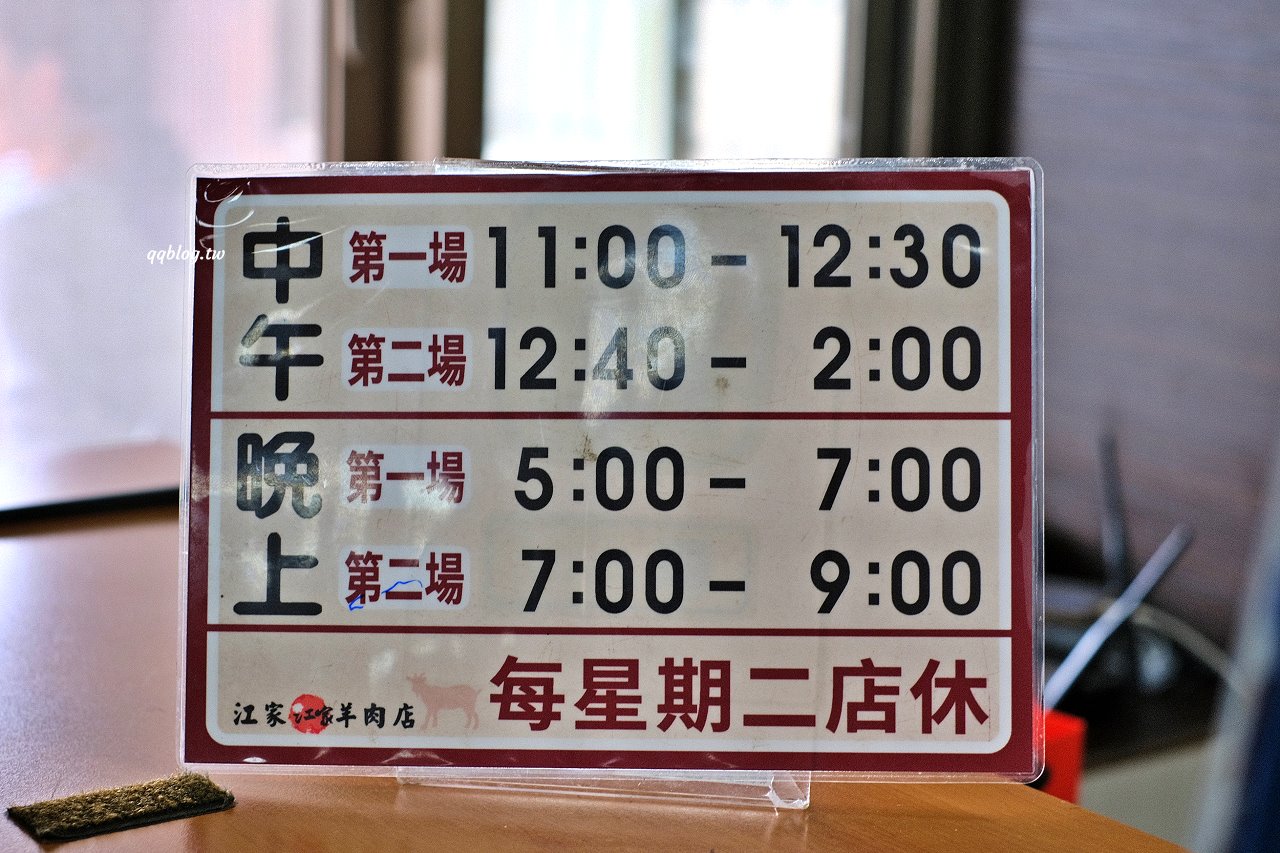 qqblog.tw
中午
第一場 11:00 - 12:30
第二場 12:40 - 2:00
晚上
第一場 5:00 - 7:00
第二場 7:00 - 9:00
江家 江家 羊肉店
每星期二店休